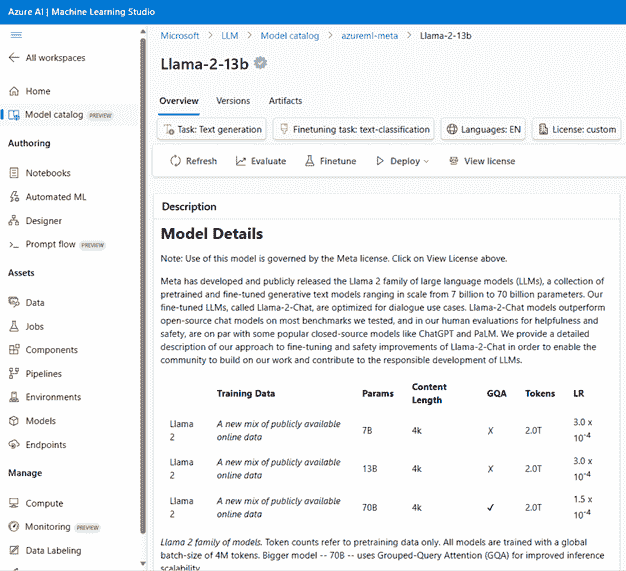 Azure AI | Machine Learning Studio
All workspaces
Home
Model catalog PREVIEW
Authoring
Notebooks
Automated ML
Designer
Prompt flow PREVIEW
Assets
Data
Jobs
Components
Pipelines
Environments
Models
Endpoints
Manage
Compute
Monitoring PREVIEW
Data Labeling
Microsoft > LLM > Model catalog > azureml-meta > Llama-2-13b
Llama-2-13b
Overview Versions Artifacts
Task: Text generation Finetuning task: text-classification Languages: EN License: custom
Refresh Evaluate Finetune Deploy View license
Description
Model Details
Note: Use of this model is governed by the Meta license. Click on View License above.
Meta has developed and publicly released the Llama 2 family of large language models (LLMs), a collection of
pretrained and fine-tuned generative text models ranging in scale from 7 billion to 70 billion parameters. Our
fine-tuned LLMs, called Llama-2-Chat, are optimized for dialogue use cases. Llama-2-Chat models outperform
open-source chat models on most benchmarks we tested, and in our human evaluations for helpfulness and
safety, are on par with some popular closed-source models like ChatGPT and PaLM. We provide a detailed
description of our approach to fine-tuning and safety improvements of Llama-2-Chat in order to enable the
community to build on our work and contribute to the responsible development of LLMs.
Training Data Params Content Length GQA Tokens LR
Llama 2 A new mix of publicly available online data 7B 4k ✗ 2.0T 3.0 x 10-4
Llama 2 A new mix of publicly available online data 13B 4k ✗ 2.0T 3.0 x 10-4
Llama 2 A new mix of publicly available online data 70B 4k ✓ 2.0T 1.5 x 10-4
Llama 2 family of models. Token counts refer to pretraining data only. All models are trained with a global
batch-size of 4M tokens. Bigger model -- 70B -- uses Grouped-Query Attention (GQA) for improved inference
scalability.